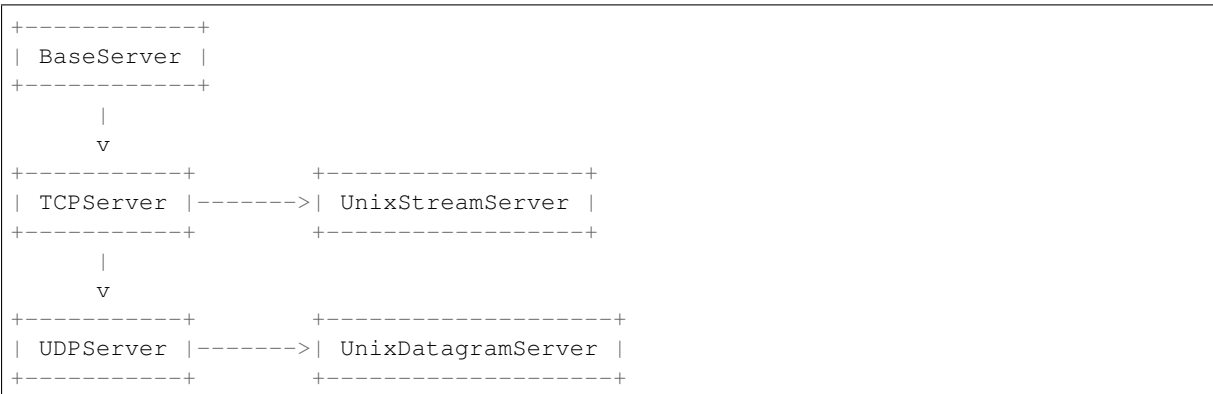 +------------+
| BaseServer |
+------------+
      |
      v
+-----------+        +------------------+
| TCPServer |------->| UnixStreamServer |
+-----------+        +------------------+
      |
      v
+-----------+        +--------------------+
| UDPServer |------->| UnixDatagramServer |
+-----------+        +--------------------+